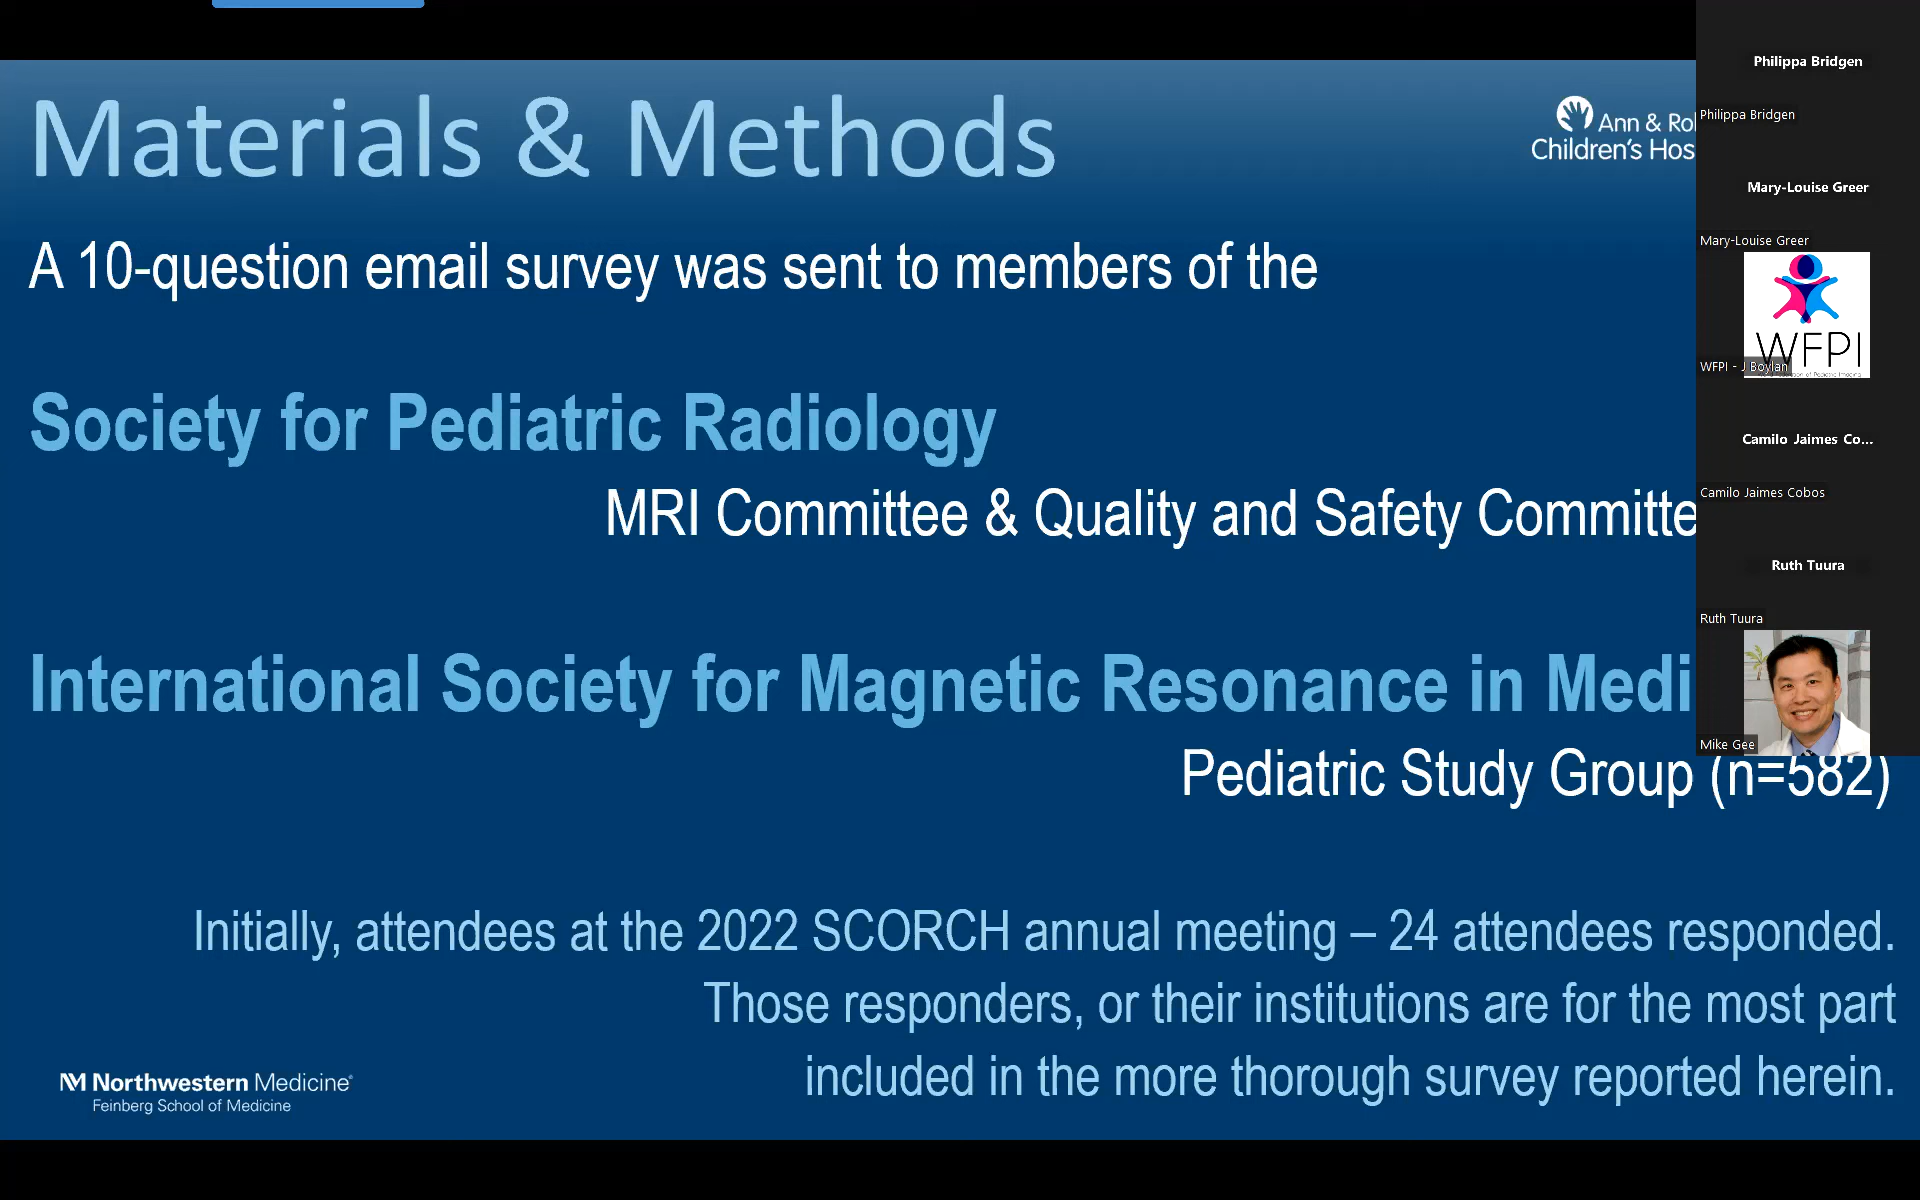 Materials & Methods
Ann & Ro
Children's Hos
A 10-question email survey was sent to members of the
Society for Pediatric Radiology
MRI Committee & Quality and Safety Committe
International Society for Magnetic Resonance in Medi
Pediatric Study Group (n=582)
Initially, attendees at the 2022 SCORCH annual meeting – 24 attendees responded.
Those responders, or their institutions are for the most part
included in the more thorough survey reported herein.
NM Northwestern Medicine®
Feinberg School of Medicine
Philippa Bridgen
Philippa Bridgen
Mary-Louise Greer
Mary-Louise Greer
WFPI
WFPI - J Boylan
of Pediatric Imaging
Camilo Jaimes Co...
Camilo Jaimes Cobos
Ruth Tuura
Ruth Tuura
Mike Gee